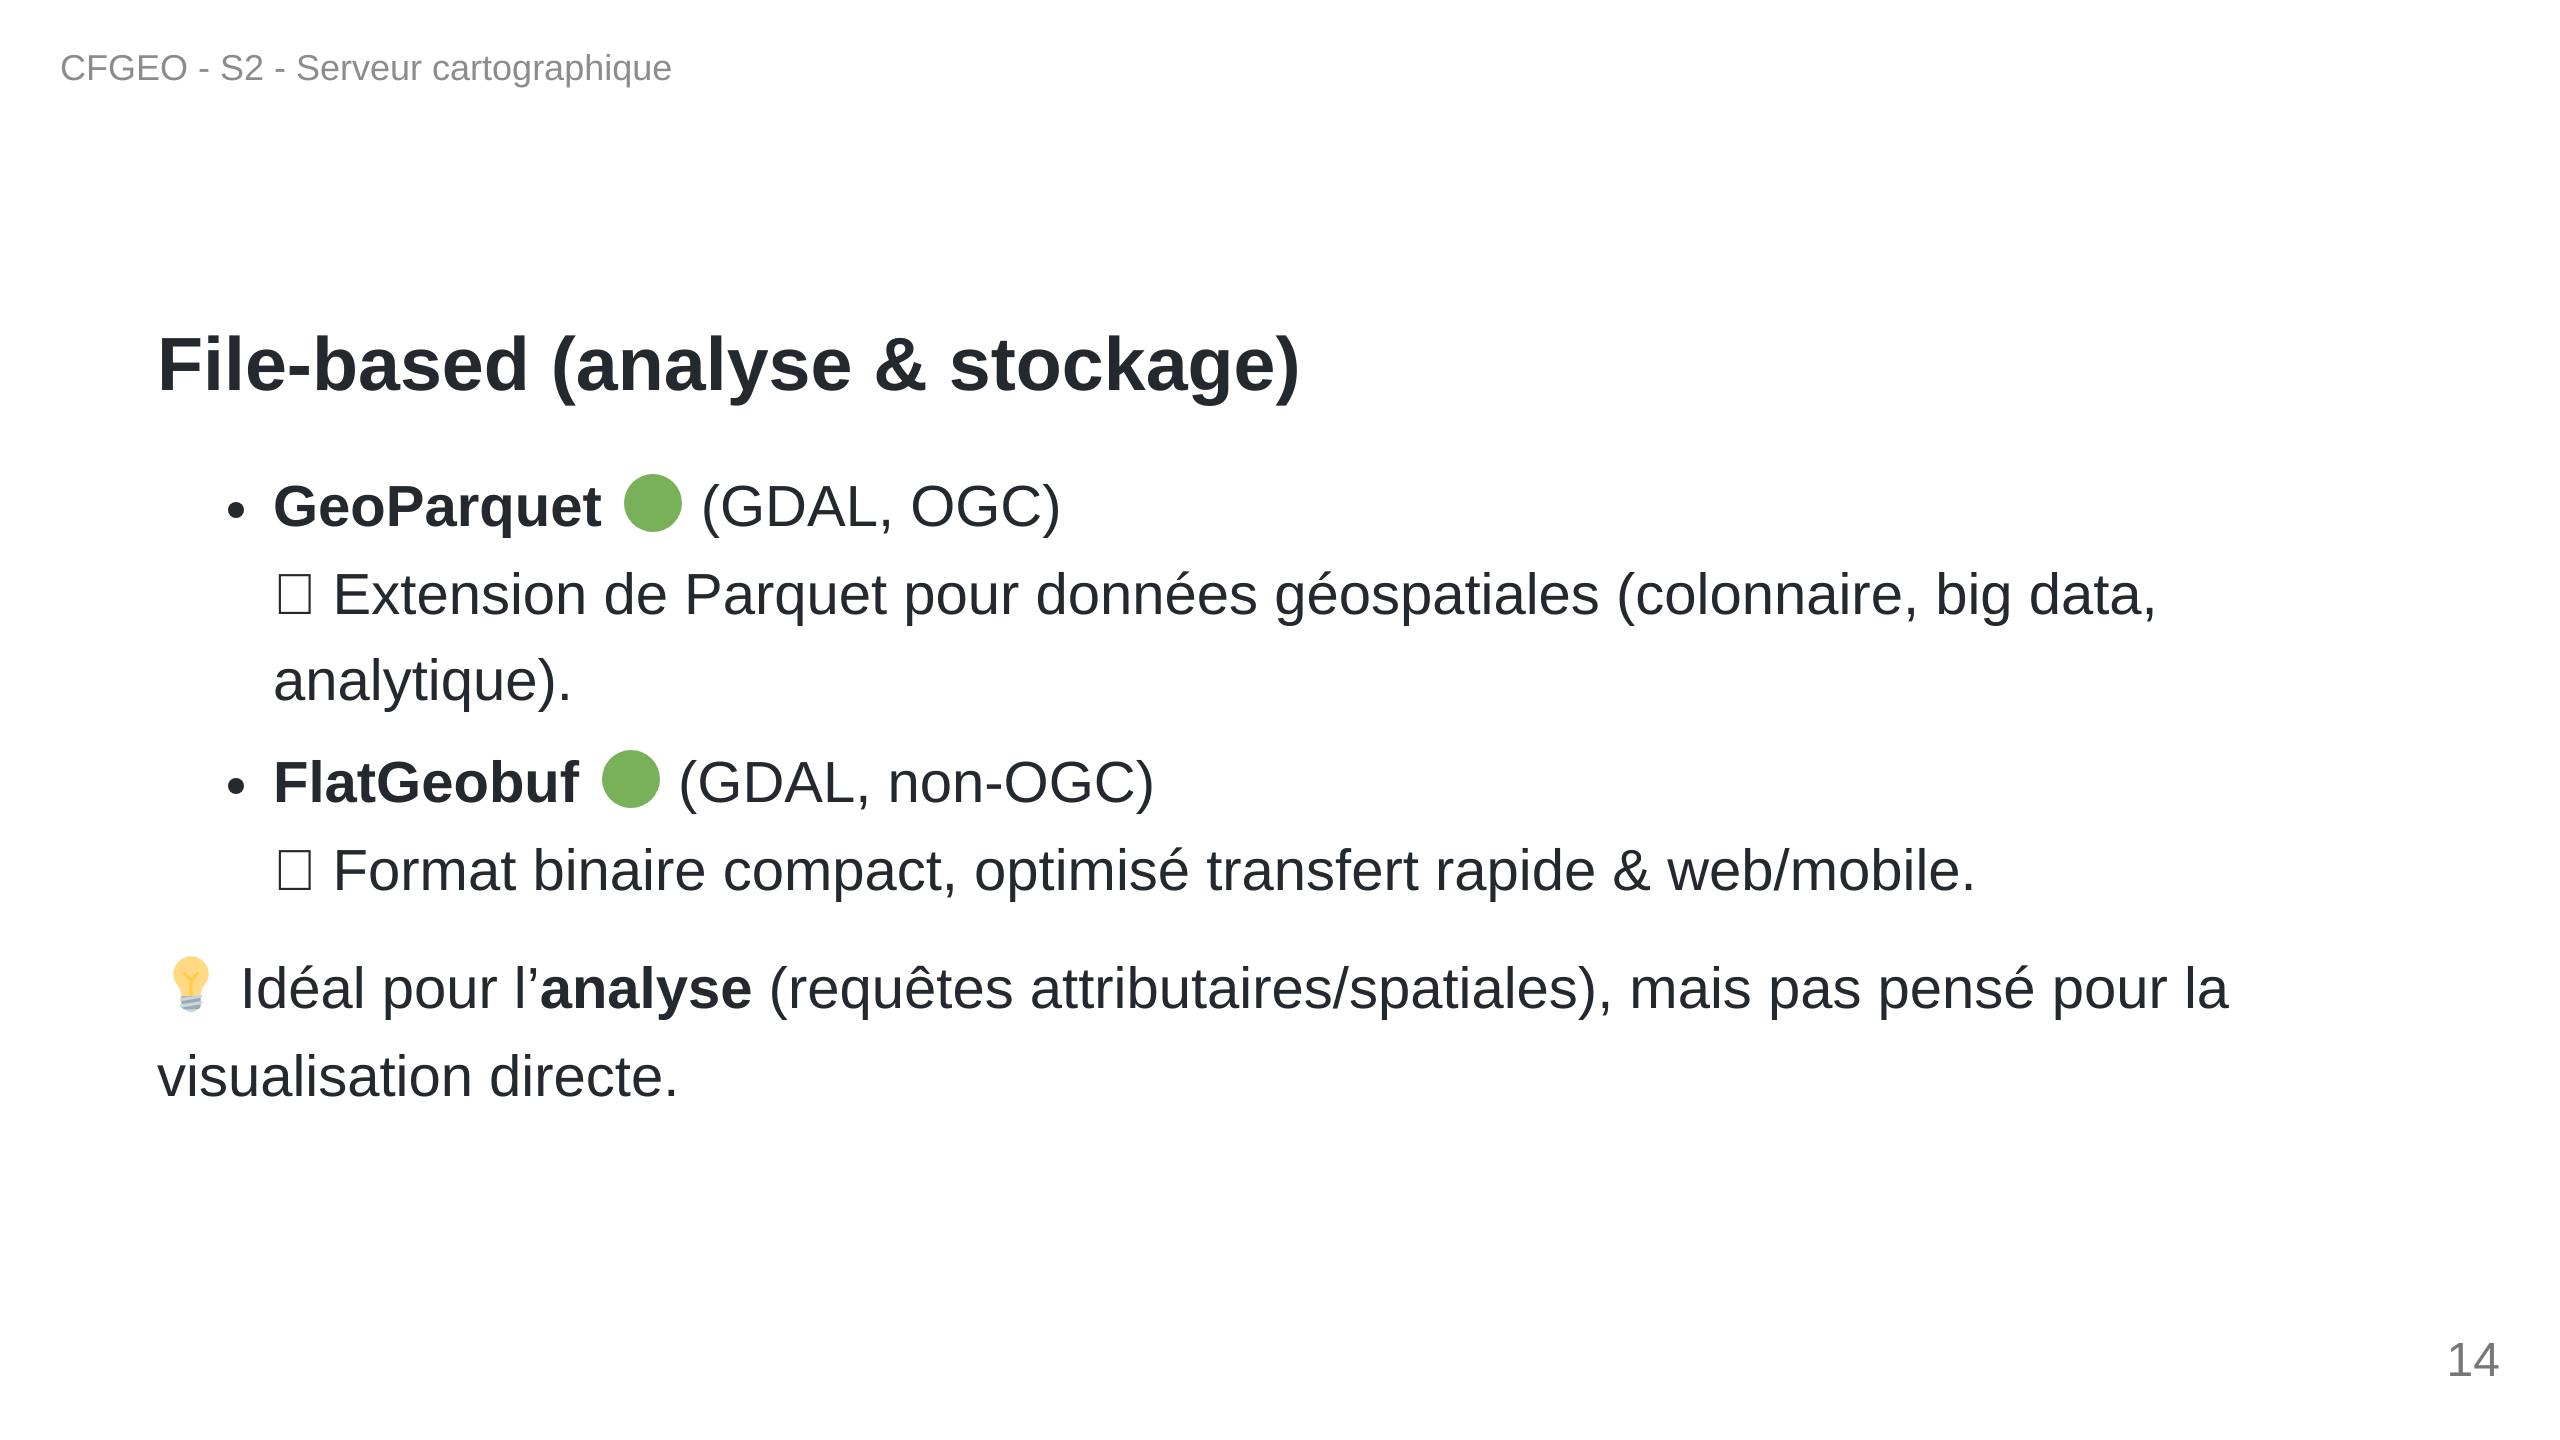 CFGEO - S2 - Serveur cartographique
File-based (analyse & stockage)
• GeoParquet 🟢 (GDAL, OGC)
▯ Extension de Parquet pour données géospatiales (colonnaire, big data,
analytique).
• FlatGeobuf 🟢 (GDAL, non-OGC)
▯ Format binaire compact, optimisé transfert rapide & web/mobile.
💡 Idéal pour l’analyse (requêtes attributaires/spatiales), mais pas pensé pour la
visualisation directe.
14